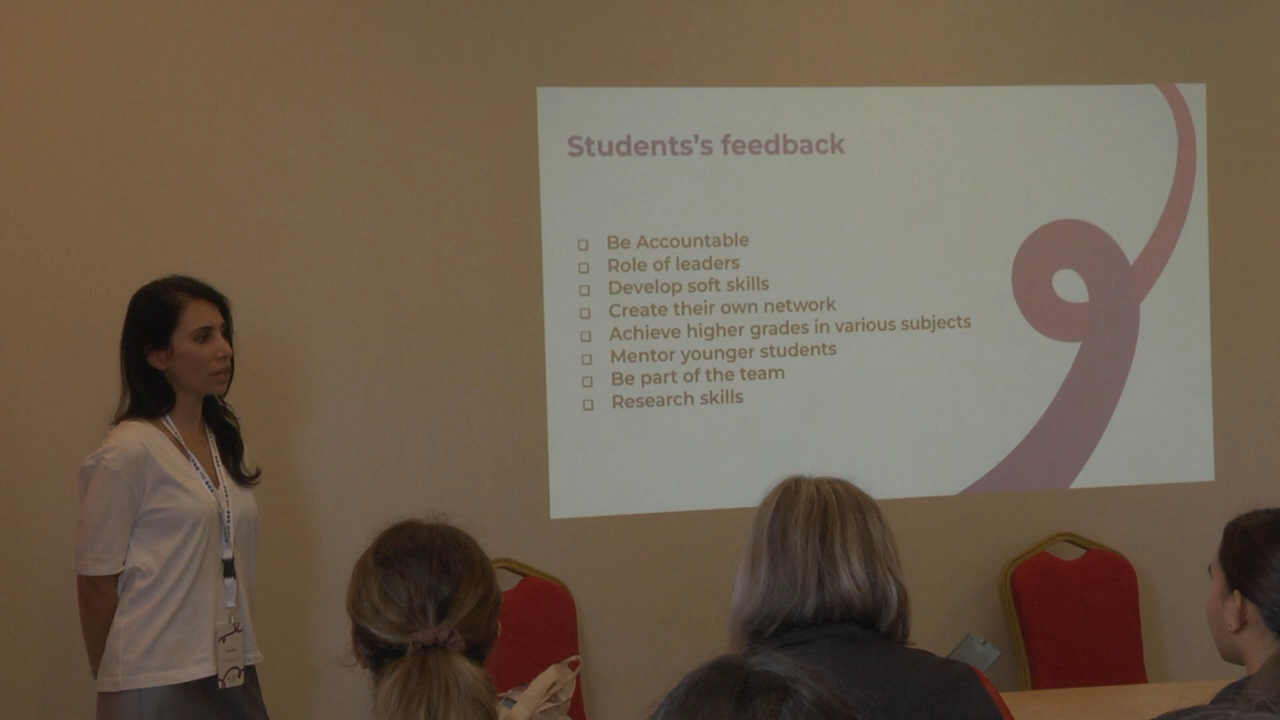 Students's feedback
❑ Be Accountable
❑ Role of leaders
❑ Develop soft skills
❑ Create their own network
❑ Achieve higher grades in various subjects
❑ Mentor younger students
❑ Be part of the team
❑ Research skills